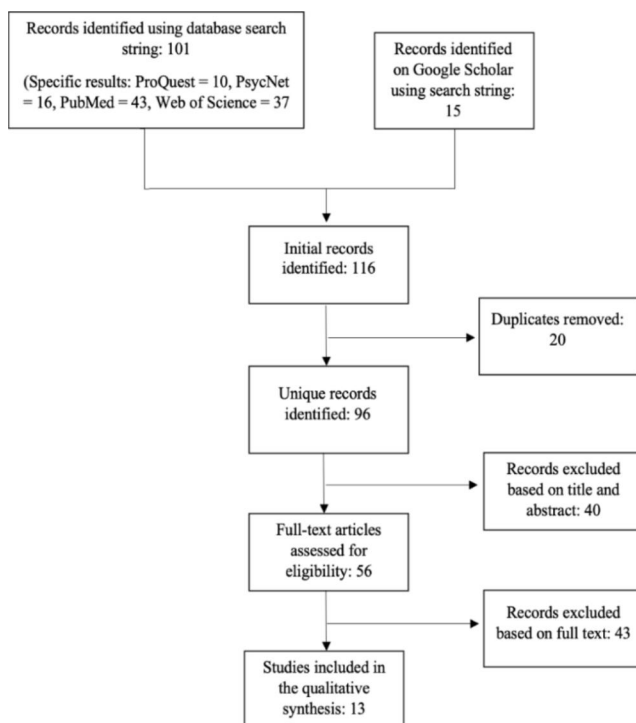 Records identified using database search
string: 101
(Specific results: ProQuest = 10, PsycNet
= 16, PubMed = 43, Web of Science = 37
Records identified
on Google Scholar
using search string:
15
Initial records
identified: 116
Duplicates removed:
20
Unique records
identified: 96
Records excluded
based on title and
abstract: 40
Full-text articles
assessed for
eligibility: 56
Records excluded
based on full text: 43
Studies included in
the qualitative
synthesis: 13